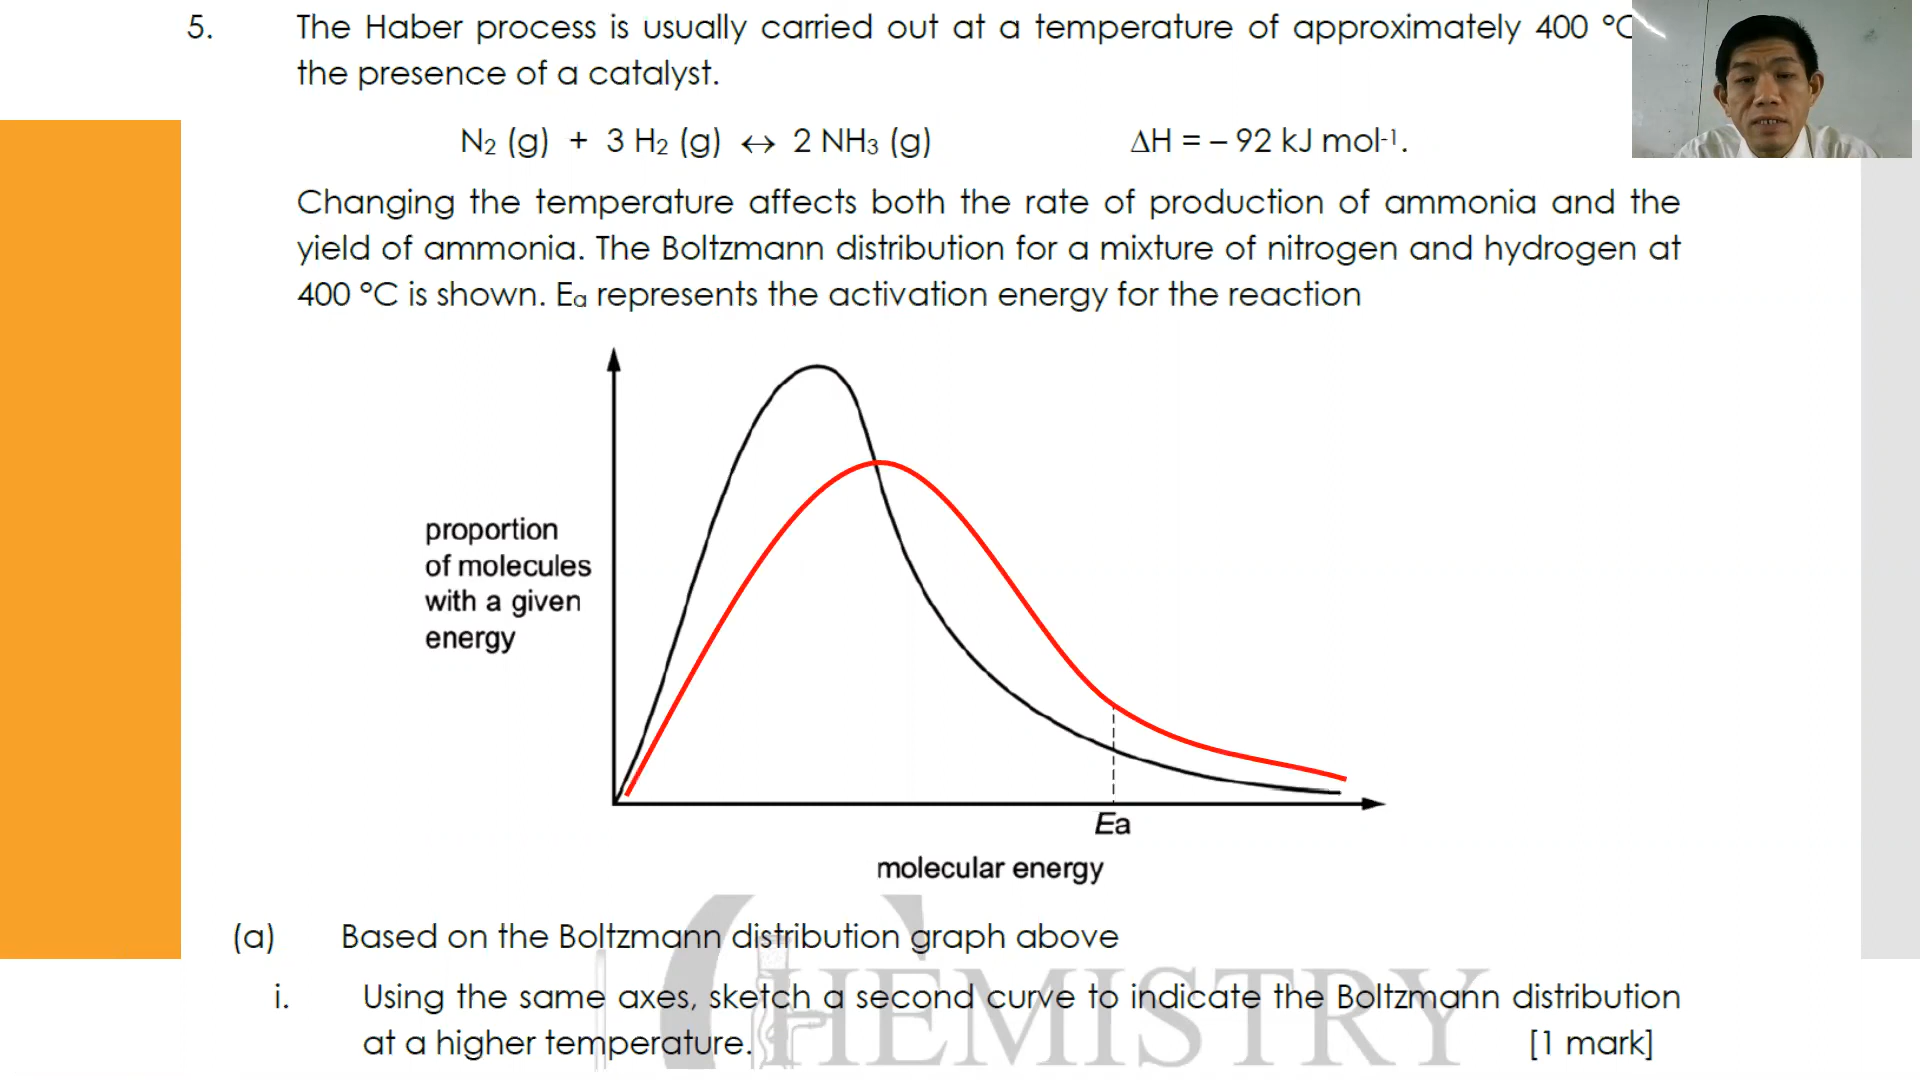 5. The Haber process is usually carried out at a temperature of approximately 400 °C
the presence of a catalyst.
N₂ (g) + 3 H₂ (g) ↔ 2 NH₃ (g) ΔH = – 92 kJ mol⁻¹.
Changing the temperature affects both the rate of production of ammonia and the
yield of ammonia. The Boltzmann distribution for a mixture of nitrogen and hydrogen at
400 °C is shown. Eₐ represents the activation energy for the reaction
proportion
of molecules
with a given
energy
Ea
molecular energy
(a) Based on the Boltzmann distribution graph above
i. Using the same axes, sketch a second curve to indicate the Boltzmann distribution
at a higher temperature. [1 mark]
CHEMISTRY